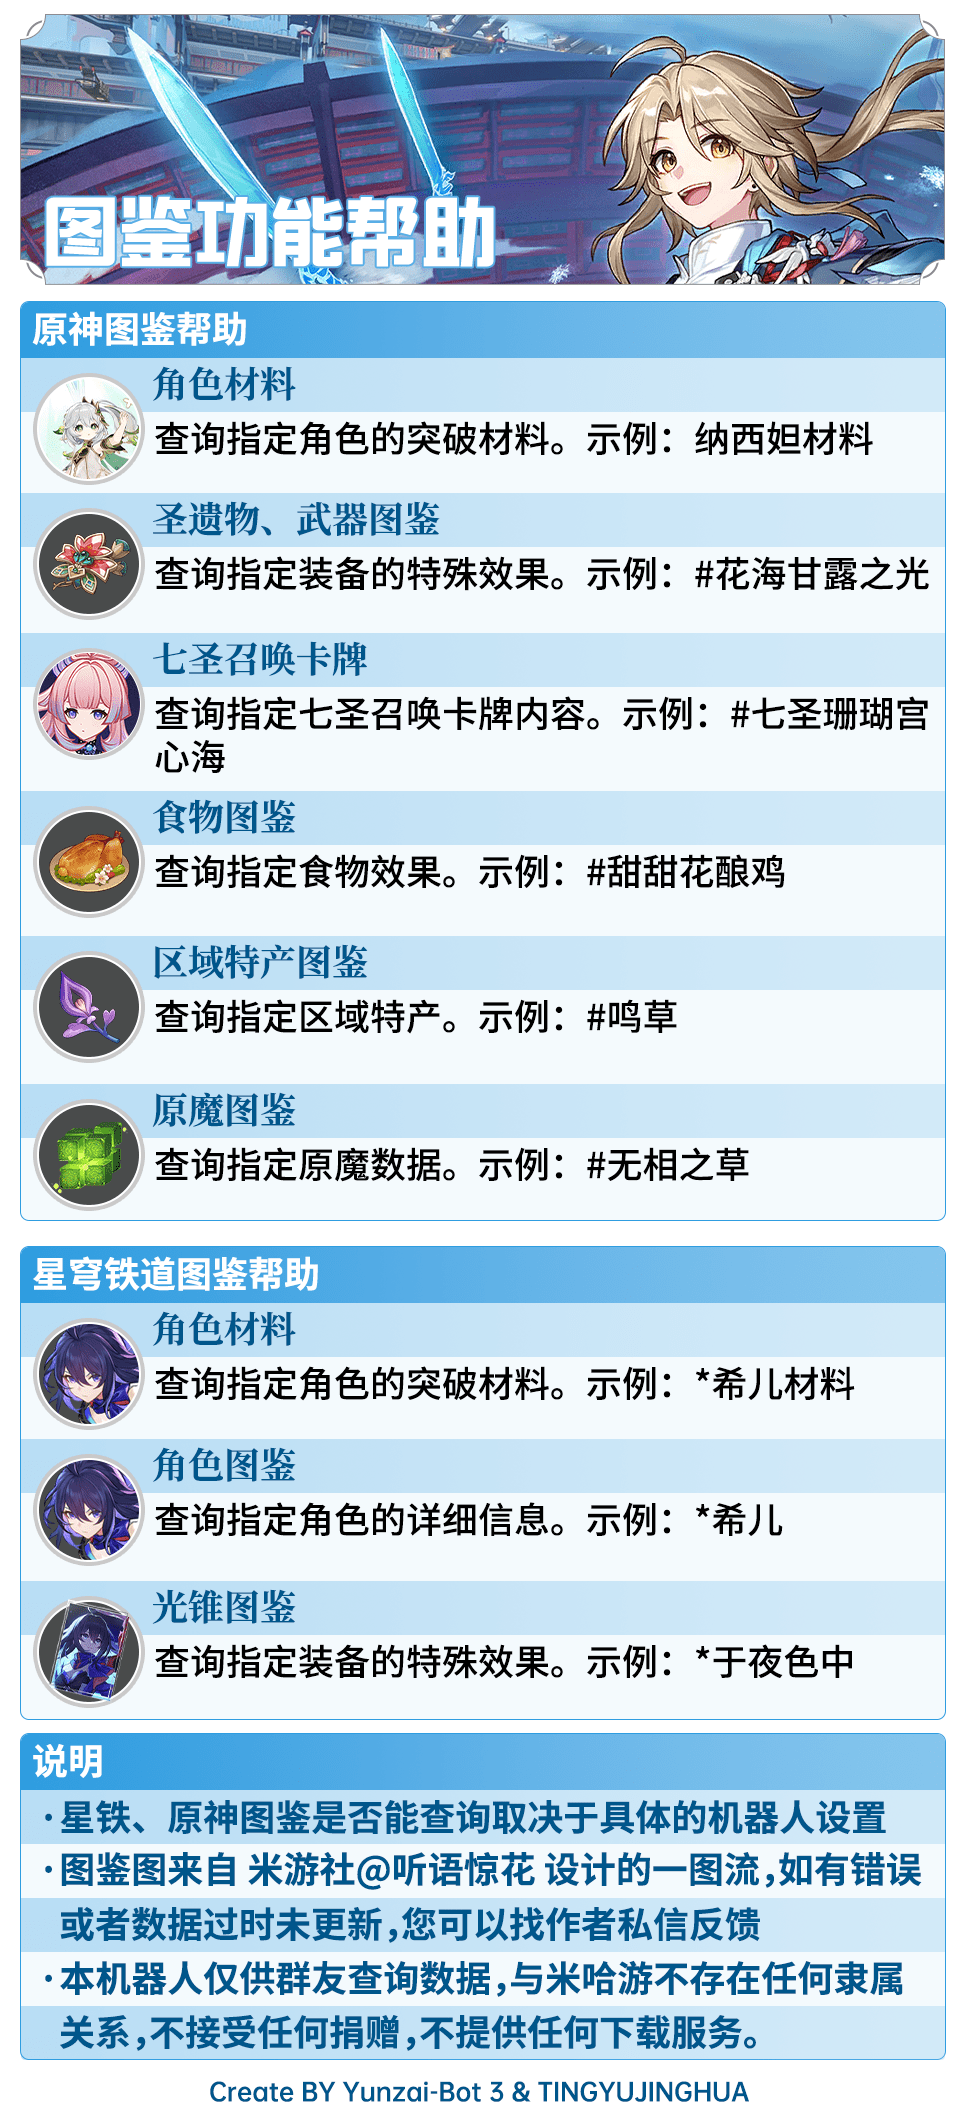 图鉴功能帮助
原神图鉴帮助
角色材料
查询指定角色的突破材料。示例：纳西妲材料
圣遗物、武器图鉴
查询指定装备的特殊效果。示例：#花海甘露之光
七圣召唤卡牌
查询指定七圣召唤卡牌内容。示例：#七圣珊瑚宫
心海
食物图鉴
查询指定食物效果。示例：#甜甜花酿鸡
区域特产图鉴
查询指定区域特产。示例：#鸣草
原魔图鉴
查询指定原魔数据。示例：#无相之草
星穹铁道图鉴帮助
角色材料
查询指定角色的突破材料。示例：*希儿材料
角色图鉴
查询指定角色的详细信息。示例：*希儿
光锥图鉴
查询指定装备的特殊效果。示例：*于夜色中
说明
·星铁、原神图鉴是否能查询取决于具体的机器人设置
·图鉴图来自 米游社@听语惊花 设计的一图流,如有错误
或者数据过时未更新,您可以找作者私信反馈
·本机器人仅供群友查询数据,与米哈游不存在任何隶属
关系,不接受任何捐赠,不提供任何下载服务。
Create BY Yunzai-Bot 3 & TINGYUJINGHUA